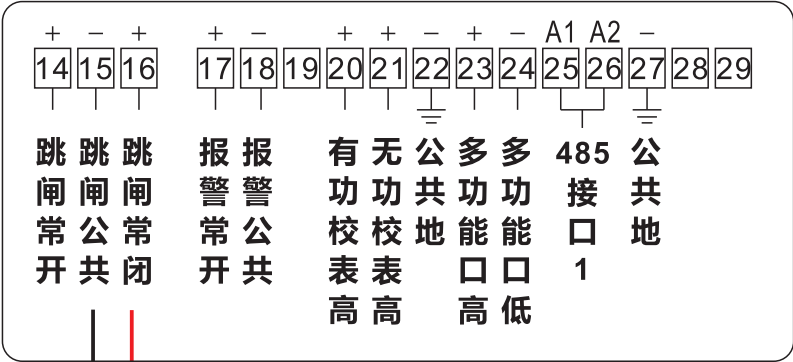 + − + + − + + − + − A1 A2 −
14 15 16 17 18 19 20 21 22 23 24 25 26 27 28 29
跳闸常开
跳闸公共
跳闸常闭
报警常开
报警公共
有功校表高
无功校表高
公共地
多功能口高
多功能口低
485接口1
公共地